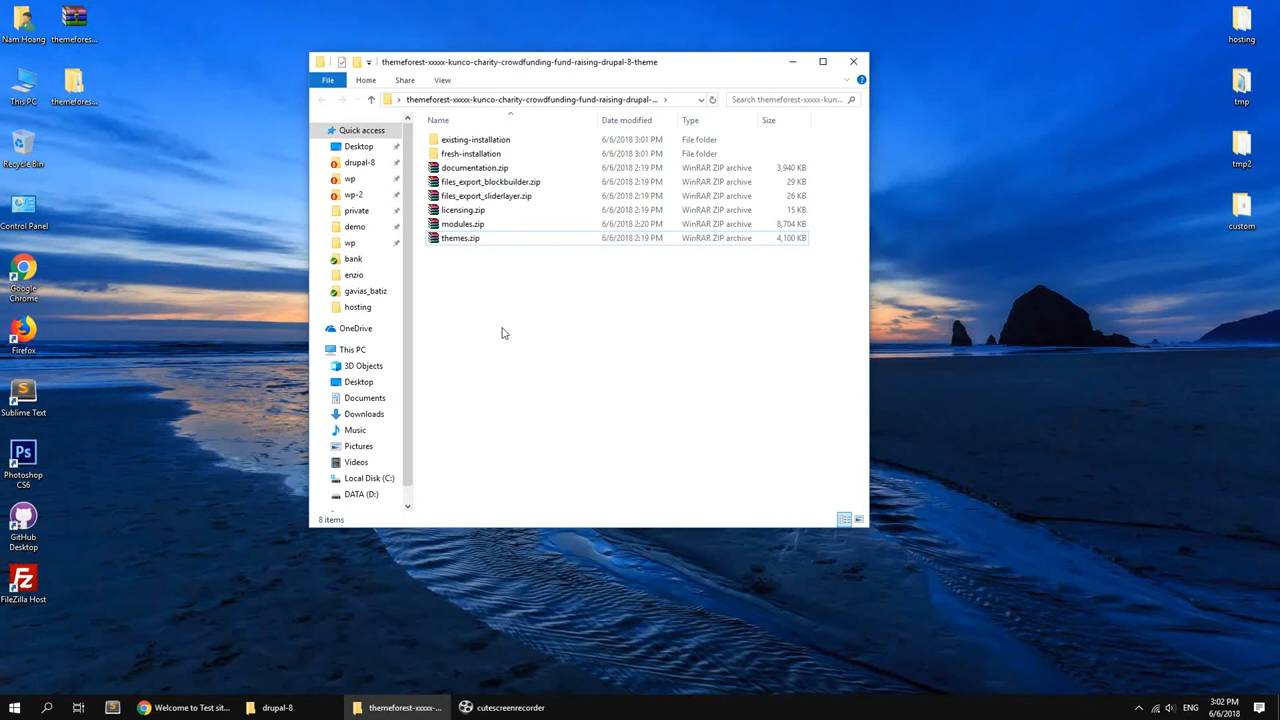 Nam Hoang
themefores...
This PC
themefores...
Recycle Bin
Control Panel
Google
Chrome
Firefox
Sublime Text
Photoshop
CS6
GitHub
Desktop
FileZilla Host
hosting
tmp
tmp2
custom
themeforest-xxxxx-kunco-charity-crowdfunding-fund-raising-drupal-8-theme
File
Home
Share
View
themeforest-xxxxx-kunco-charity-crowdfunding-fund-raising-drupal-...
Search themeforest-xxxxx-kun...
Name
Date modified
Type
Size
Quick access
Desktop
drupal-8
wp
wp-2
private
demo
wp
bank
enzio
gavias_batiz
hosting
OneDrive
This PC
3D Objects
Desktop
Documents
Downloads
Music
Pictures
Videos
Local Disk (C:)
DATA (D:)
existing-installation 6/6/2018 3:01 PM File folder
fresh-installation 6/6/2018 3:01 PM File folder
documentation.zip 6/6/2018 2:19 PM WinRAR ZIP archive 3,940 KB
files_export_blockbuilder.zip 6/6/2018 2:19 PM WinRAR ZIP archive 29 KB
files_export_sliderlayer.zip 6/6/2018 2:19 PM WinRAR ZIP archive 26 KB
licensing.zip 6/6/2018 2:19 PM WinRAR ZIP archive 15 KB
modules.zip 6/6/2018 2:20 PM WinRAR ZIP archive 8,704 KB
themes.zip 6/6/2018 2:19 PM WinRAR ZIP archive 4,100 KB
8 items
Welcome to Test sit...
drupal-8
themeforest-xxxxx-...
cutescreenrecorder
ENG
3:02 PM
6/6/2018